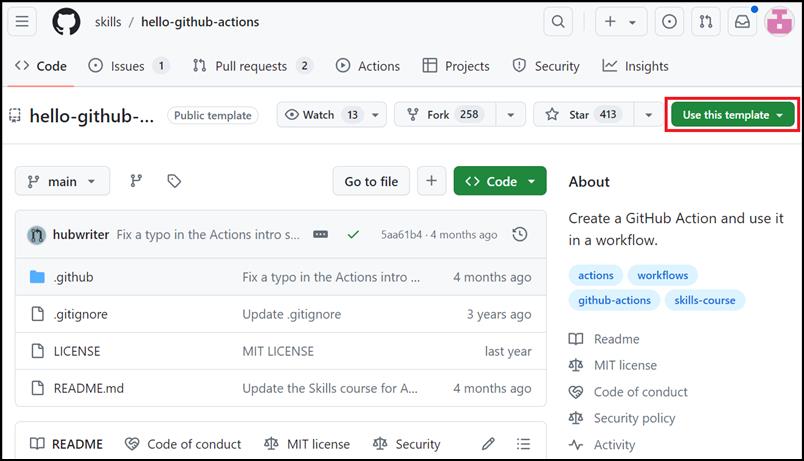 skills / hello-github-actions
Code Issues 1 Pull requests 2 Actions Projects Security Insights
hello-github-... Public template Watch 13 Fork 258 Star 413 Use this template
main Go to file + Code
hubwriter Fix a typo in the Actions intro s... 5aa61b4 · 4 months ago
.github Fix a typo in the Actions intro ... 4 months ago
.gitignore Update .gitignore 3 years ago
LICENSE MIT LICENSE last year
README.md Update the Skills course for A... 4 months ago
README Code of conduct MIT license Security
About
Create a GitHub Action and use it
in a workflow.
actions workflows
github-actions skills-course
Readme
MIT license
Code of conduct
Security policy
Activity